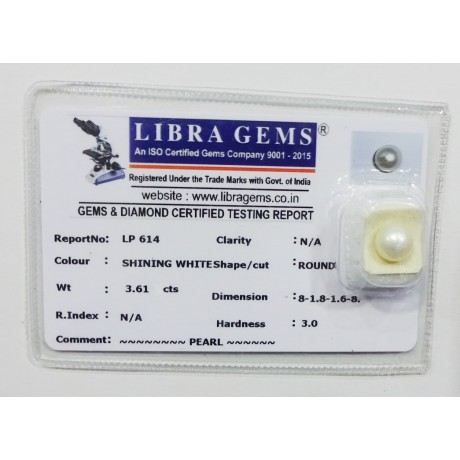 LIBRA GEMS®
An ISO Certified Gems Company 9001 - 2015
Registered Under the Trade Marks with Govt. of India
website : www.libragems.co.in
GEMS & DIAMOND CERTIFIED TESTING REPORT
ReportNo: LP 614 Clarity : N/A
Colour : SHINING WHITE Shape/cut : ROUND
Wt : 3.61 cts Dimension : 8-1.8-1.6-8.
R.Index : N/A Hardness : 3.0
Comment: ~~~~~~~~ PEARL ~~~~~~